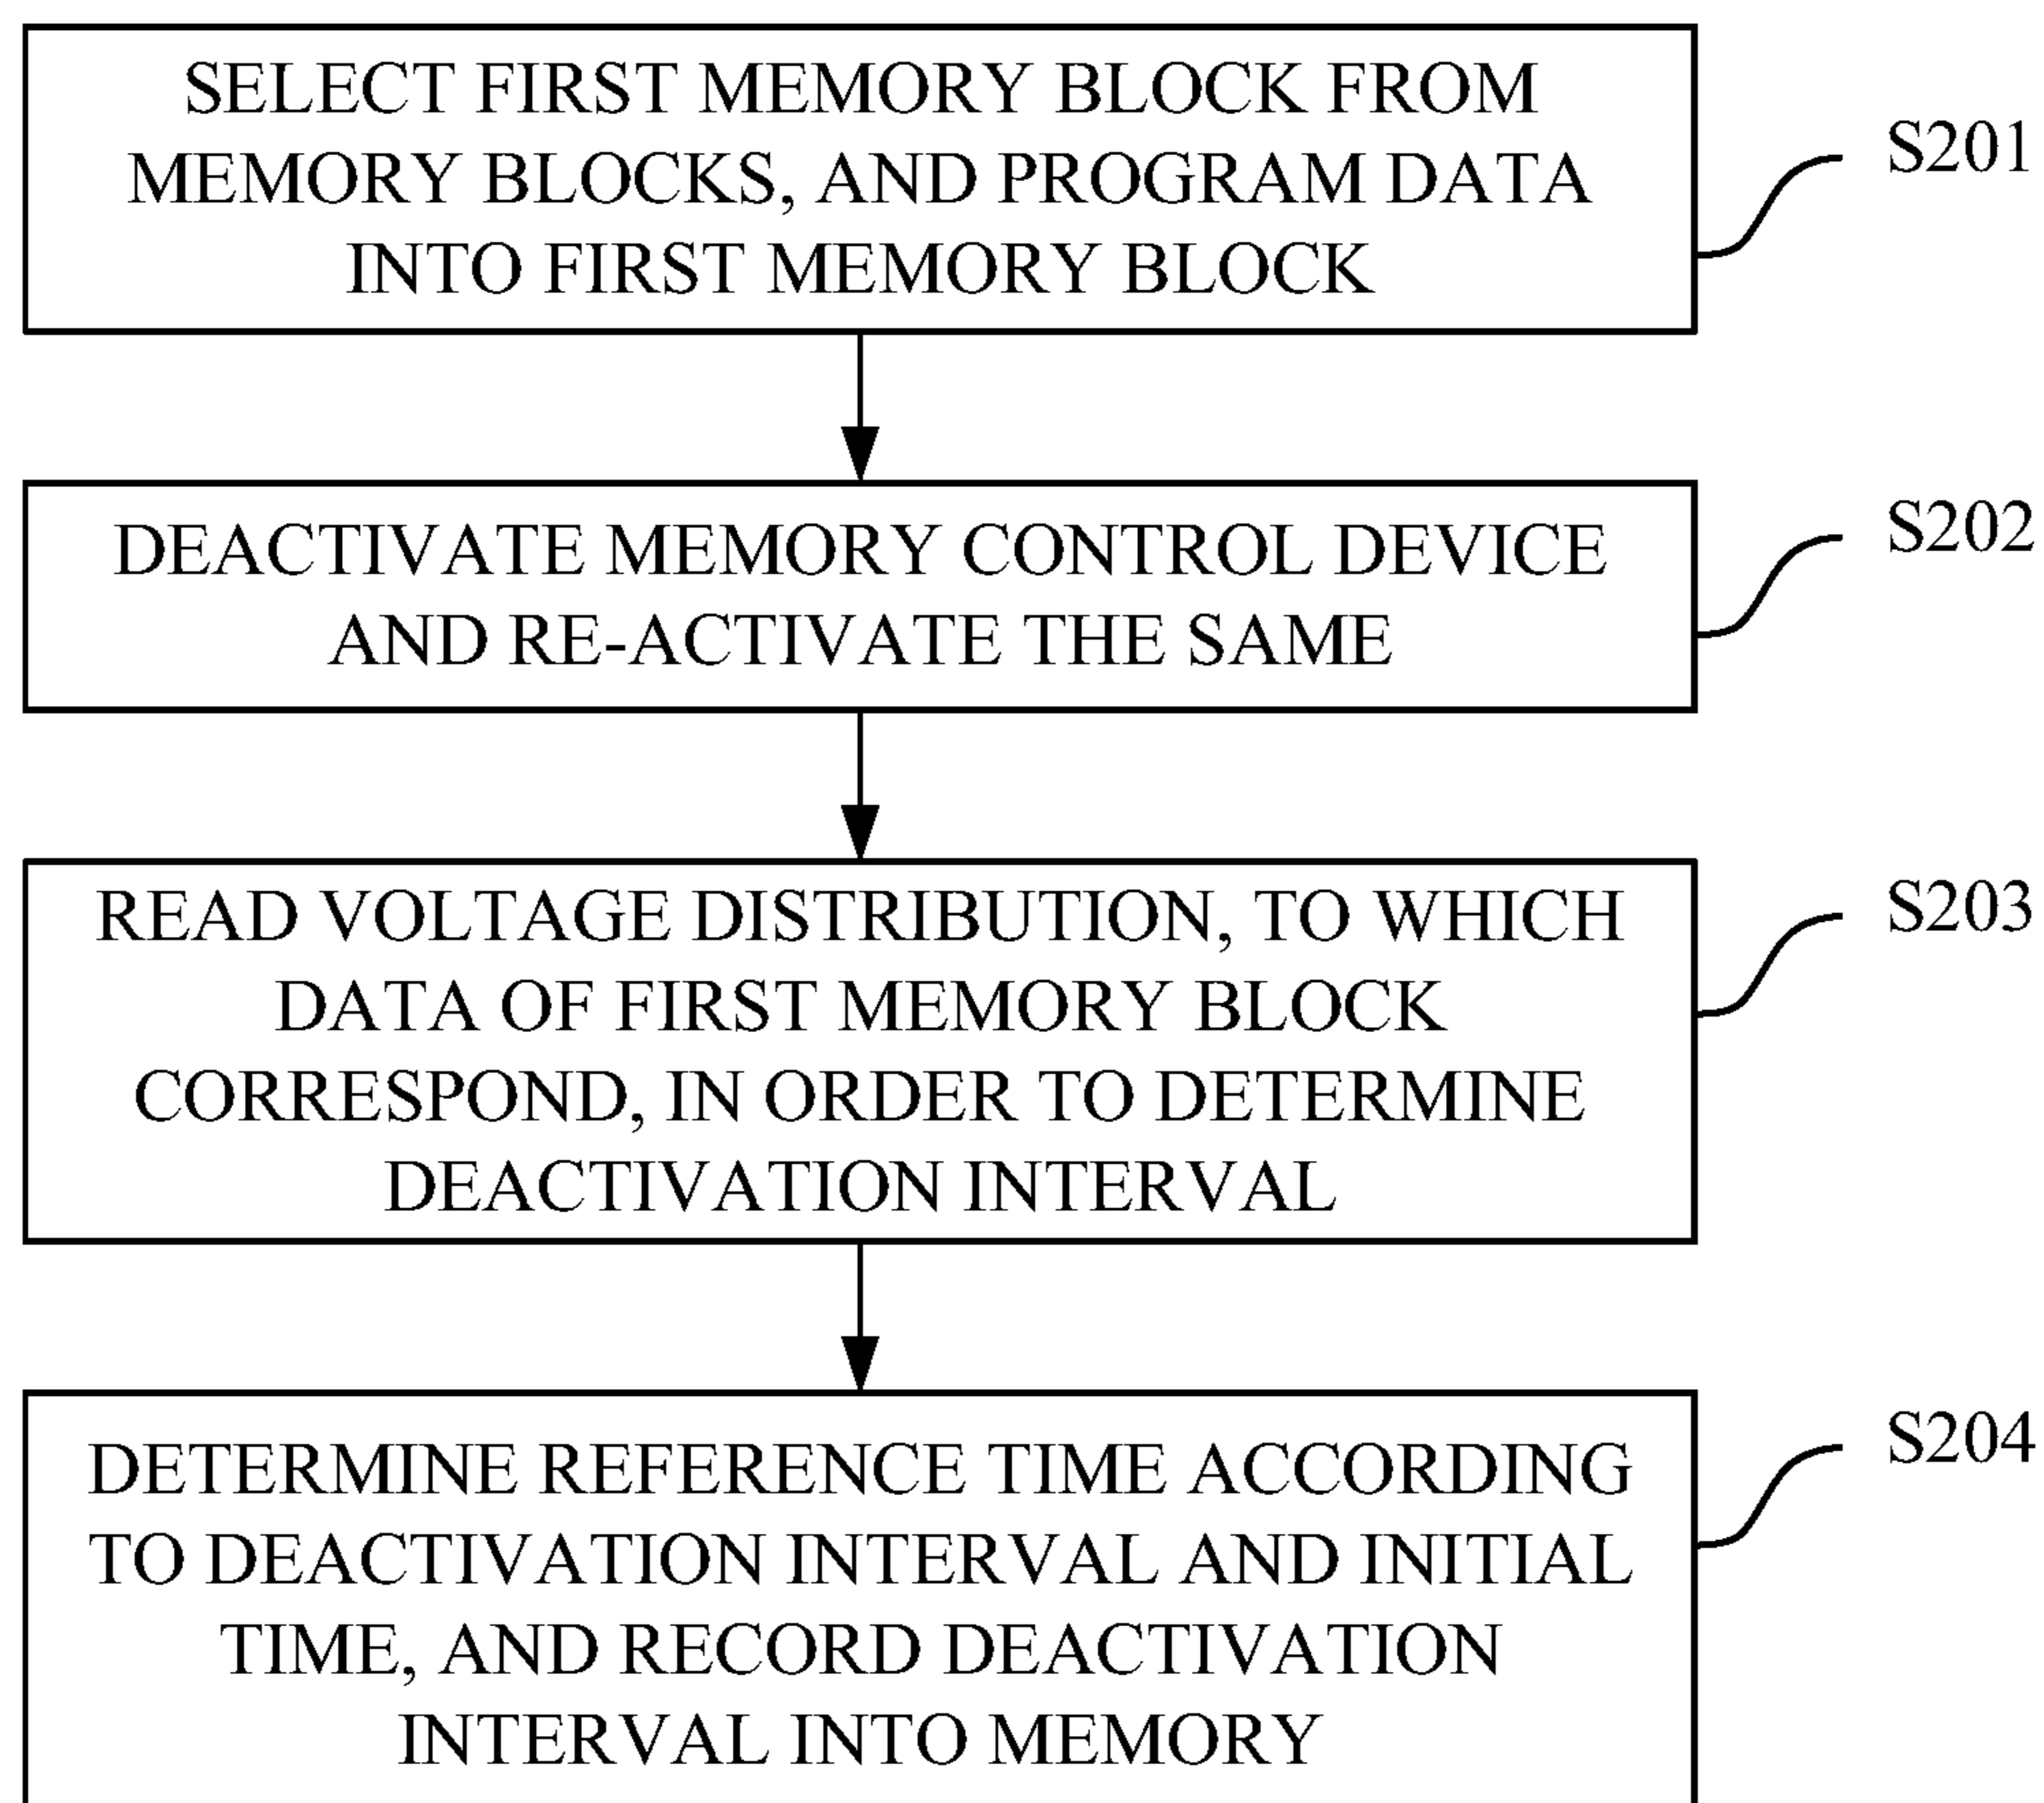 SELECT FIRST MEMORY BLOCK FROM
MEMORY BLOCKS, AND PROGRAM DATA
INTO FIRST MEMORY BLOCK
S201
DEACTIVATE MEMORY CONTROL DEVICE
AND RE-ACTIVATE THE SAME
S202
READ VOLTAGE DISTRIBUTION, TO WHICH
DATA OF FIRST MEMORY BLOCK
CORRESPOND, IN ORDER TO DETERMINE
DEACTIVATION INTERVAL
S203
DETERMINE REFERENCE TIME ACCORDING
TO DEACTIVATION INTERVAL AND INITIAL
TIME, AND RECORD DEACTIVATION
INTERVAL INTO MEMORY
S204